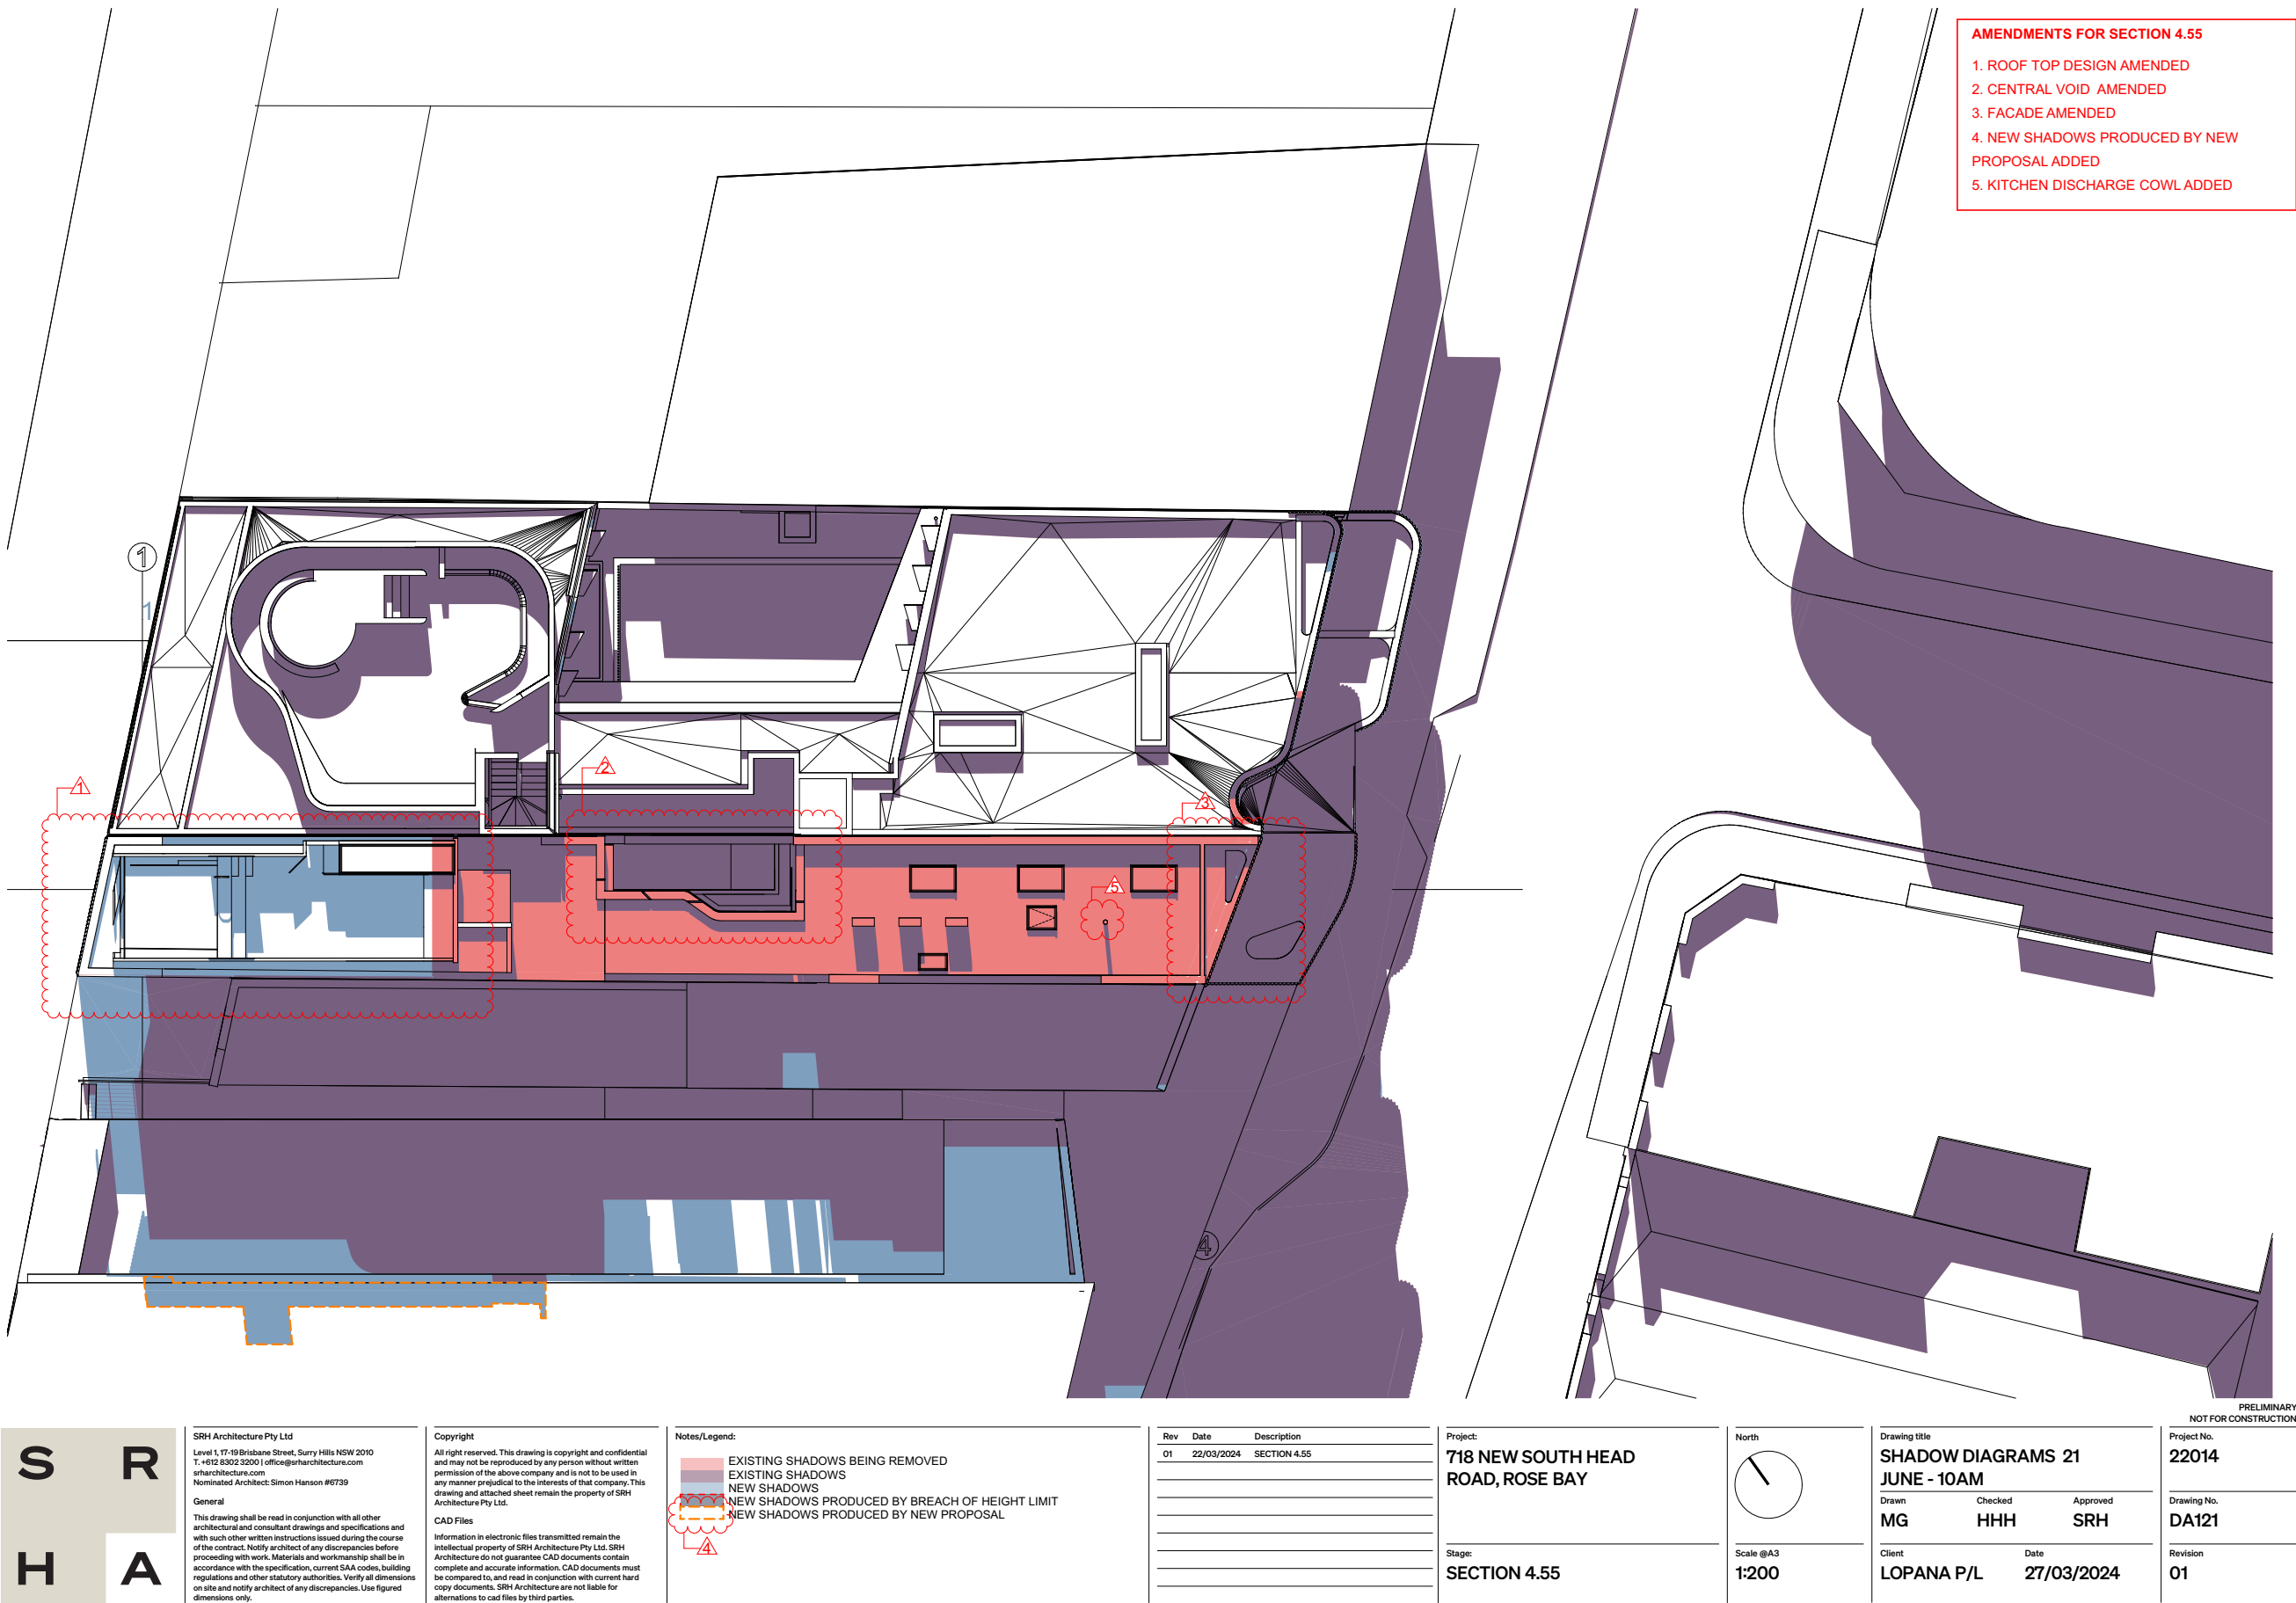 AMENDMENTS FOR SECTION 4.55
1. ROOF TOP DESIGN AMENDED
2. CENTRAL VOID AMENDED
3. FACADE AMENDED
4. NEW SHADOWS PRODUCED BY NEW
PROPOSAL ADDED
5. KITCHEN DISCHARGE COWL ADDED
1
1
1
2
3
5
4
PRELIMINARY
NOT FOR CONSTRUCTION
S R
H A
SRH Architecture Pty Ltd
Level 1, 17-19 Brisbane Street, Surry Hills NSW 2010
T. +612 8302 3200 | office@srharchitecture.com
srharchitecture.com
Nominated Architect: Simon Hanson #6739
General
This drawing shall be read in conjunction with all other
architectural and consultant drawings and specifications and
with such other written instructions issued during the course
of the contract. Notify architect of any discrepancies before
proceeding with work. Materials and workmanship shall be in
accordance with the specification, current SAA codes, building
regulations and other statutory authorities. Verify all dimensions
on site and notify architect of any discrepancies. Use figured
dimensions only.
Copyright
All right reserved. This drawing is copyright and confidential
and may not be reproduced by any person without written
permission of the above company and is not to be used in
any manner prejudical to the interests of that company. This
drawing and attached sheet remain the property of SRH
Architecture Pty Ltd.
CAD Files
Information in electronic files transmitted remain the
intellectual property of SRH Architecture Pty Ltd. SRH
Architecture do not guarantee CAD documents contain
complete and accurate information. CAD documents must
be compared to, and read in conjunction with current hard
copy documents. SRH Architecture are not liable for
alternations to cad files by third parties.
Notes/Legend:
EXISTING SHADOWS BEING REMOVED
EXISTING SHADOWS
NEW SHADOWS
NEW SHADOWS PRODUCED BY BREACH OF HEIGHT LIMIT
NEW SHADOWS PRODUCED BY NEW PROPOSAL
4
Rev Date Description
01 22/03/2024 SECTION 4.55
Project:
718 NEW SOUTH HEAD
ROAD, ROSE BAY
Stage:
SECTION 4.55
North
Scale @A3
1:200
Drawing title
SHADOW DIAGRAMS 21
JUNE - 10AM
Drawn Checked Approved
MG HHH SRH
Client Date
LOPANA P/L 27/03/2024
Project No.
22014
Drawing No.
DA121
Revision
01